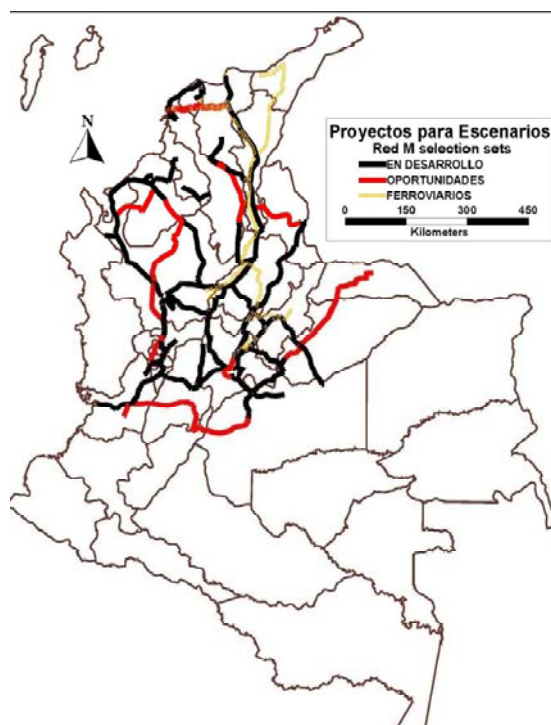 N
Proyectos para Escenarios
Red M selection sets
EN DESARROLLO
OPORTUNIDADES
FERROVIARIOS
0 150 300 450
Kilometers